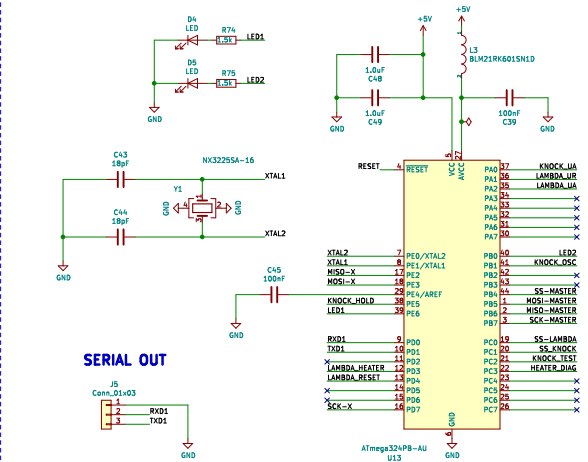 D4
LED
R74
1.5k
LED1
D5
LED
R75
1.5k
LED2
GND
+5V
+5V
1
L3
BLM21RK601SN1D
2
1.0uF
C48
1.0uF
C49
GND
100nF
C39
GND
C43
18pF
NX3225SA-16
XTAL1
Y1
GND
4
1
2
3
GND
C44
18pF
XTAL2
GND
C45
100nF
GND
5
27
VCC
AVCC
RESET
4
RESET
XTAL2
7
PE0/XTAL2
XTAL1
8
PE1/XTAL1
MISO-X
17
PE2
MOSI-X
18
PE3
29
PE4/AREF
KNOCK_HOLD
38
PE5
LED1
39
PE6
RXD1
9
PD0
TXD1
10
PD1
11
PD2
LAMBDA_HEATER
12
PD3
LAMBDA_RESET
13
PD4
14
PD5
15
PD6
SCK-X
16
PD7
PA0
37
KNOCK_UA
PA1
36
LAMBDA_UR
PA2
35
LAMBDA_UA
PA3
34
PA4
33
PA5
32
PA6
31
PA7
30
PB0
40
LED2
PB1
41
KNOCK_OSC
PB2
42
PB3
43
PB4
44
SS-MASTER
PB5
1
MOSI-MASTER
PB6
2
MISO-MASTER
PB7
3
SCK-MASTER
PC0
19
SS-LAMBDA
PC1
20
SS_KNOCK
PC2
21
KNOCK_TEST
PC3
22
HEATER_DIAG
PC4
23
PC5
24
PC6
25
PC7
26
GND
6
GND
ATmega324PB-AU
U13
SERIAL OUT
J5
Conn_01x03
1
2
RXD1
3
TXD1
GND